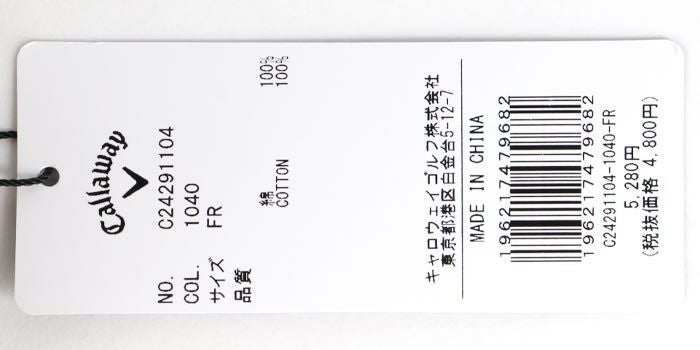 Callaway
NO. C24291104
COL. 1040
サイズ FR
品質 綿 100%
COTTON 100%
キャロウェイゴルフ株式会社
東京都港区白金台5-12-7
MADE IN CHINA
196217479682
196217479682
C24291104-1040-FR
5,280円
(税抜価格 4,800円)